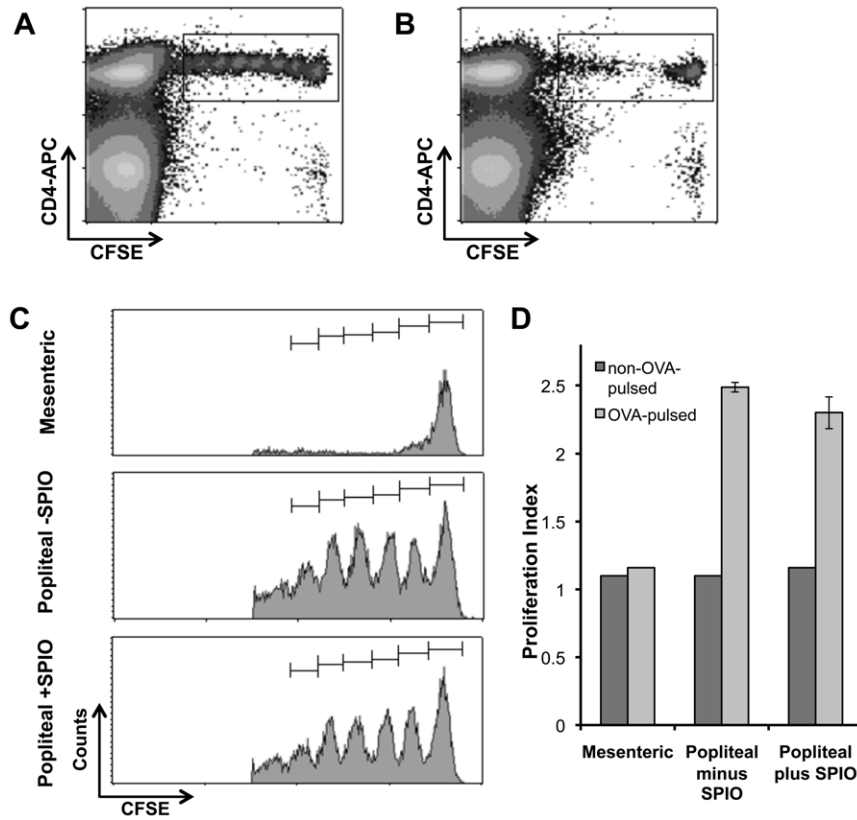 A
B
CD4-APC
CFSE
CD4-APC
CFSE
C
D
Mesenteric
Popliteal -SPIO
Popliteal +SPIO
Counts
CFSE
Proliferation Index
2.5
2
1.5
1
0.5
0
non-OVA-
pulsed
OVA-pulsed
Mesenteric
Popliteal
minus
SPIO
Popliteal
plus SPIO